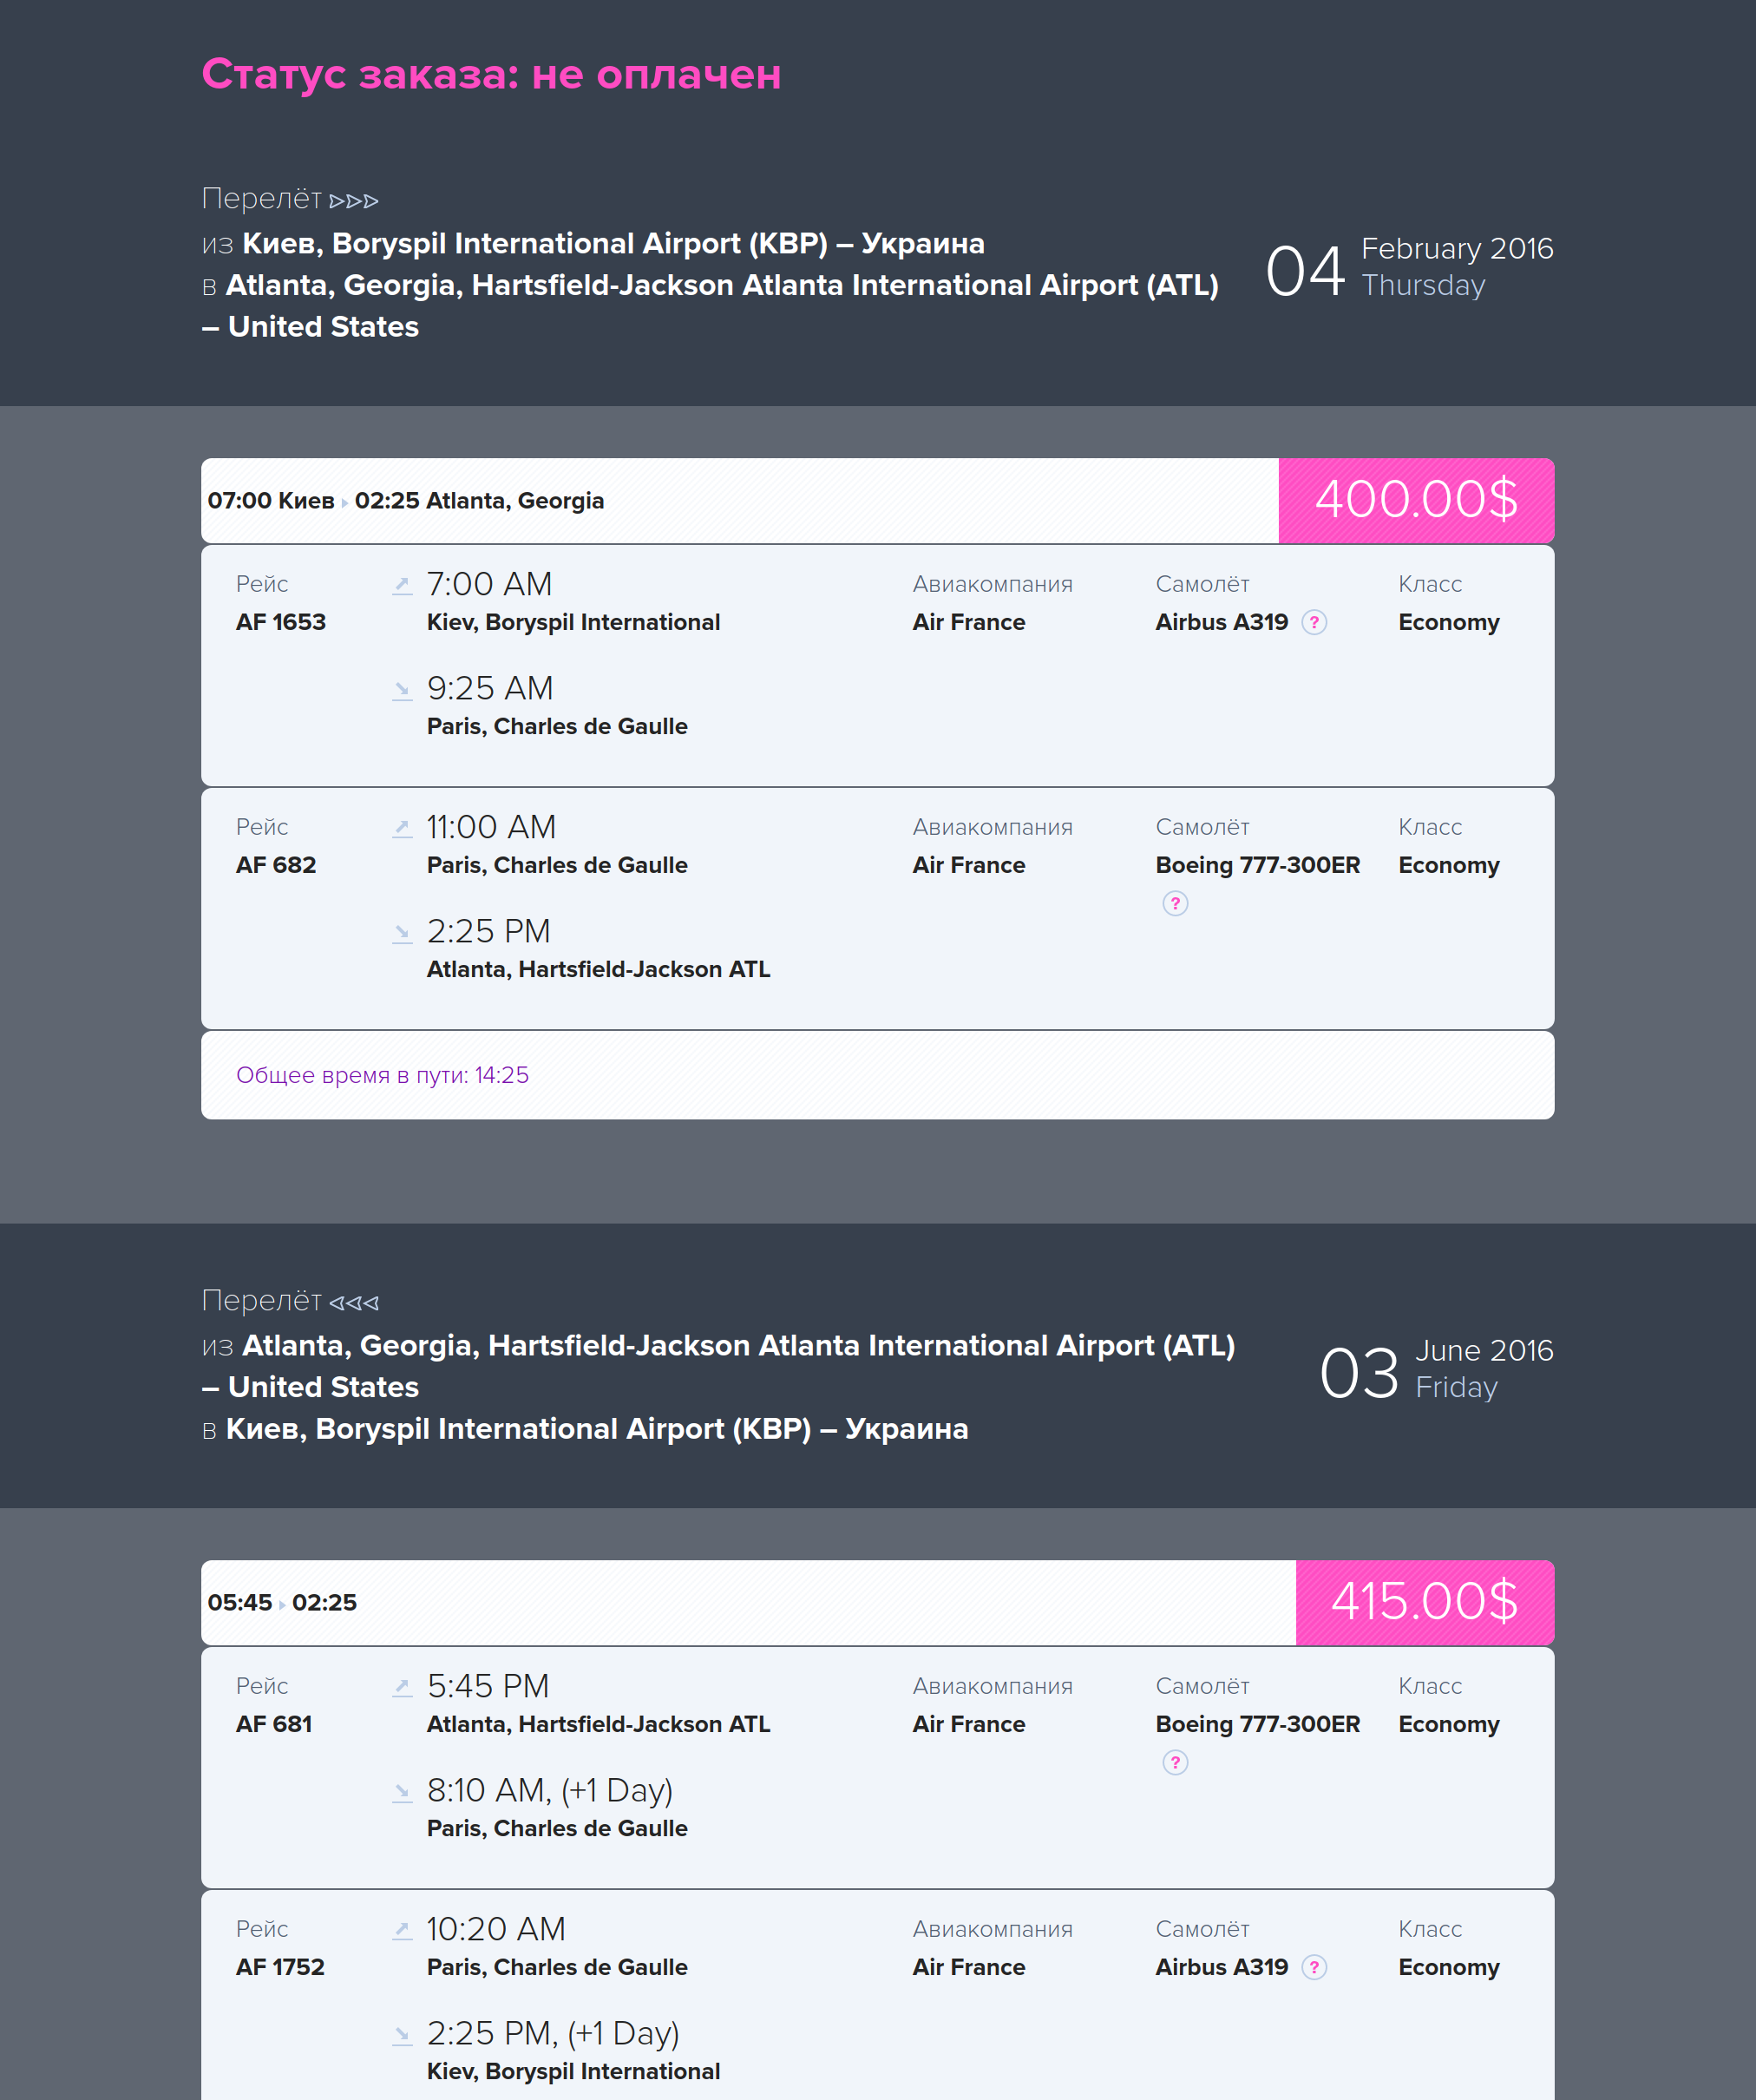 Статус заказа: не оплачен
Перелёт
из Киев, Boryspil International Airport (KBP) – Украина
в Atlanta, Georgia, Hartsfield-Jackson Atlanta International Airport (ATL)
– United States
04
February 2016
Thursday
07:00 Киев 02:25 Atlanta, Georgia
400.00$
Рейс
AF 1653
7:00 AM
Kiev, Boryspil International
9:25 AM
Paris, Charles de Gaulle
Авиакомпания
Air France
Самолёт
Airbus A319 ?
Класс
Economy
Рейс
AF 682
11:00 AM
Paris, Charles de Gaulle
2:25 PM
Atlanta, Hartsfield-Jackson ATL
Авиакомпания
Air France
Самолёт
Boeing 777-300ER
?
Класс
Economy
Общее время в пути: 14:25
Перелёт
из Atlanta, Georgia, Hartsfield-Jackson Atlanta International Airport (ATL)
– United States
в Киев, Boryspil International Airport (KBP) – Украина
03
June 2016
Friday
05:45 02:25
415.00$
Рейс
AF 681
5:45 PM
Atlanta, Hartsfield-Jackson ATL
8:10 AM, (+1 Day)
Paris, Charles de Gaulle
Авиакомпания
Air France
Самолёт
Boeing 777-300ER
?
Класс
Economy
Рейс
AF 1752
10:20 AM
Paris, Charles de Gaulle
2:25 PM, (+1 Day)
Kiev, Boryspil International
Авиакомпания
Air France
Самолёт
Airbus A319 ?
Класс
Economy